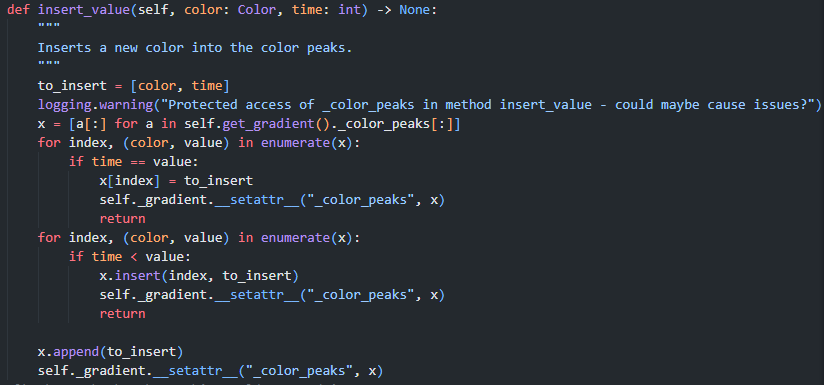 def insert_value(self, color: Color, time: int) -> None:
    """
    Inserts a new color into the color peaks.
    """
    to_insert = [color, time]
    logging.warning("Protected access of _color_peaks in method insert_value - could maybe cause issues?")
    x = [a[:] for a in self.get_gradient()._color_peaks[:]]
    for index, (color, value) in enumerate(x):
        if time == value:
            x[index] = to_insert
            self._gradient.__setattr__("_color_peaks", x)
            return
    for index, (color, value) in enumerate(x):
        if time < value:
            x.insert(index, to_insert)
            self._gradient.__setattr__("_color_peaks", x)
            return

    x.append(to_insert)
    self._gradient.__setattr__("_color_peaks", x)